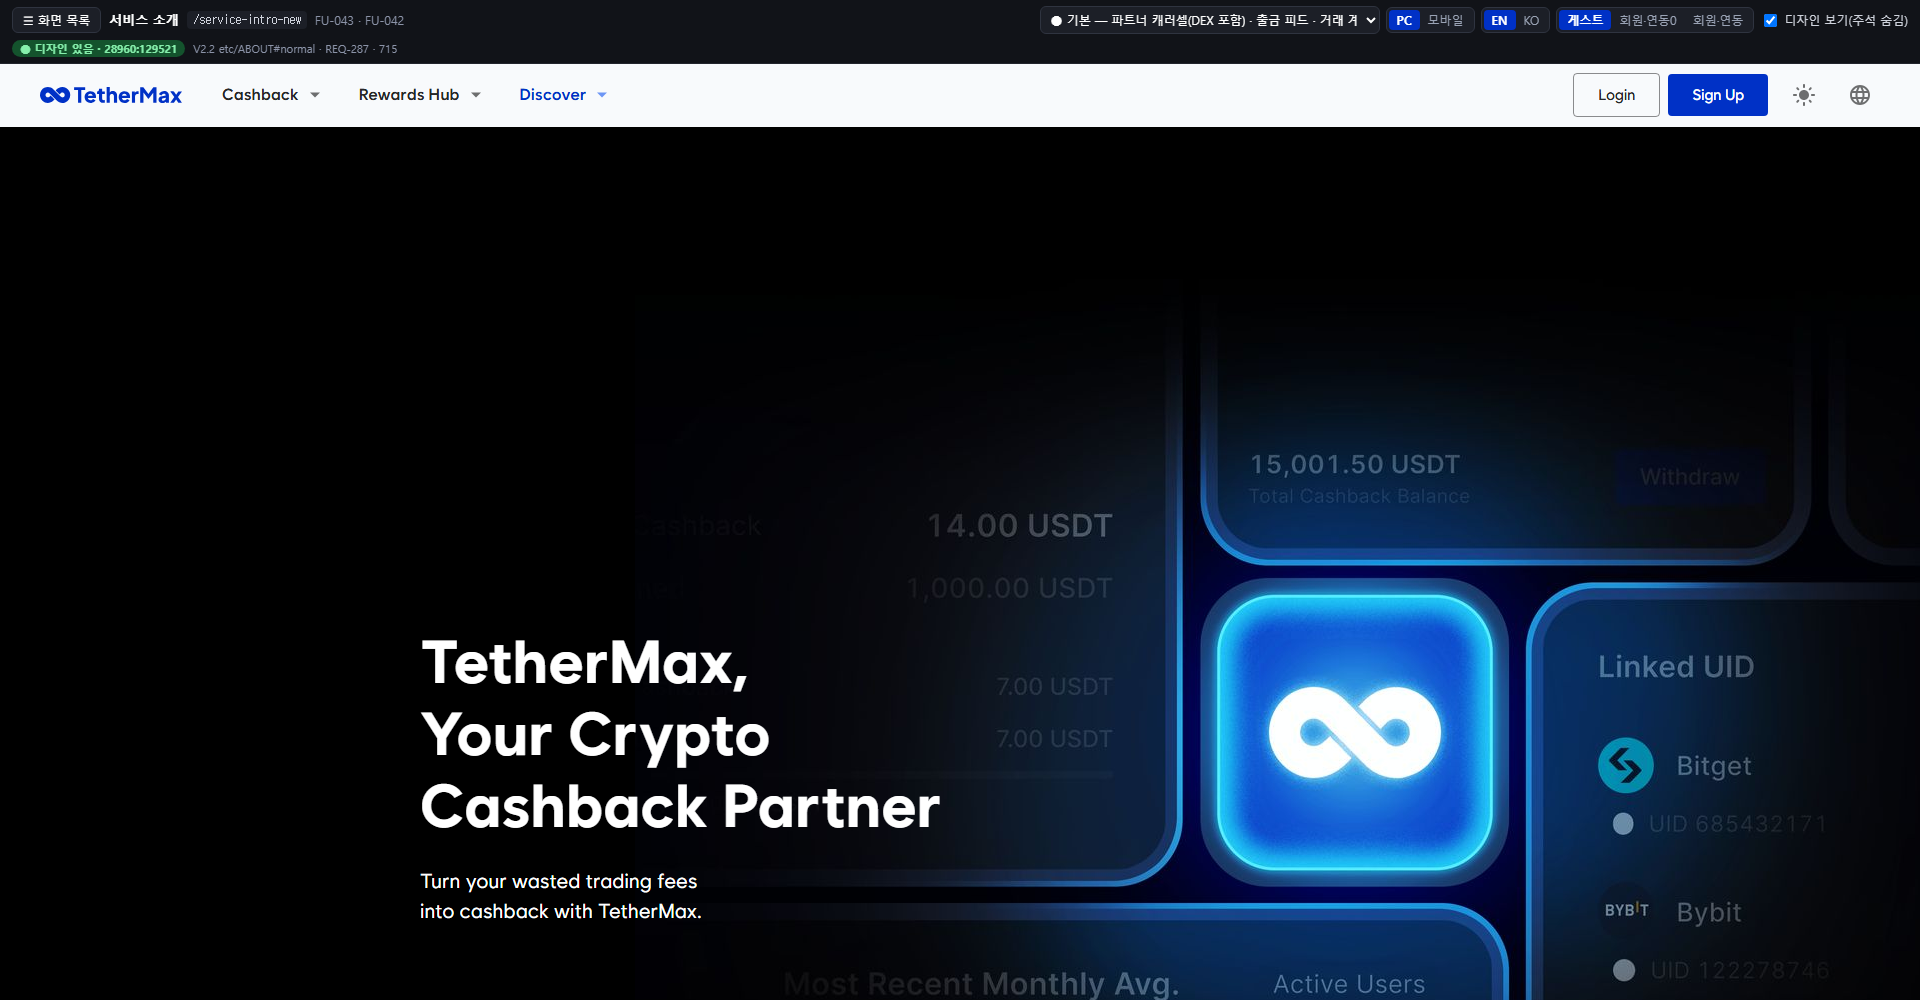 ☰ 화면 목록 서비스 소개 /service-intro-new FU-043 · FU-042
기본 — 파트너 캐러셀(DEX 포함) · 출금 피드 · 거래 겨 PC 모바일 EN KO 게스트 회원·연동0 회원·연동 디자인 보기(주석 숨김)
디자인 있음 · 28960:129521 V2.2 etc/ABOUT#normal · REQ-287 · 715
TetherMax Cashback Rewards Hub Discover Login Sign Up
15,001.50 USDT Withdraw
Total Cashback Balance
Cashback 14.00 USDT
1,000.00 USDT
TetherMax,
Your Crypto
Cashback Partner
7.00 USDT
7.00 USDT
Turn your wasted trading fees
into cashback with TetherMax.
Linked UID
Bitget
UID 685432171
BYBIT Bybit
UID 122278746
Most Recent Monthly Avg. Active Users